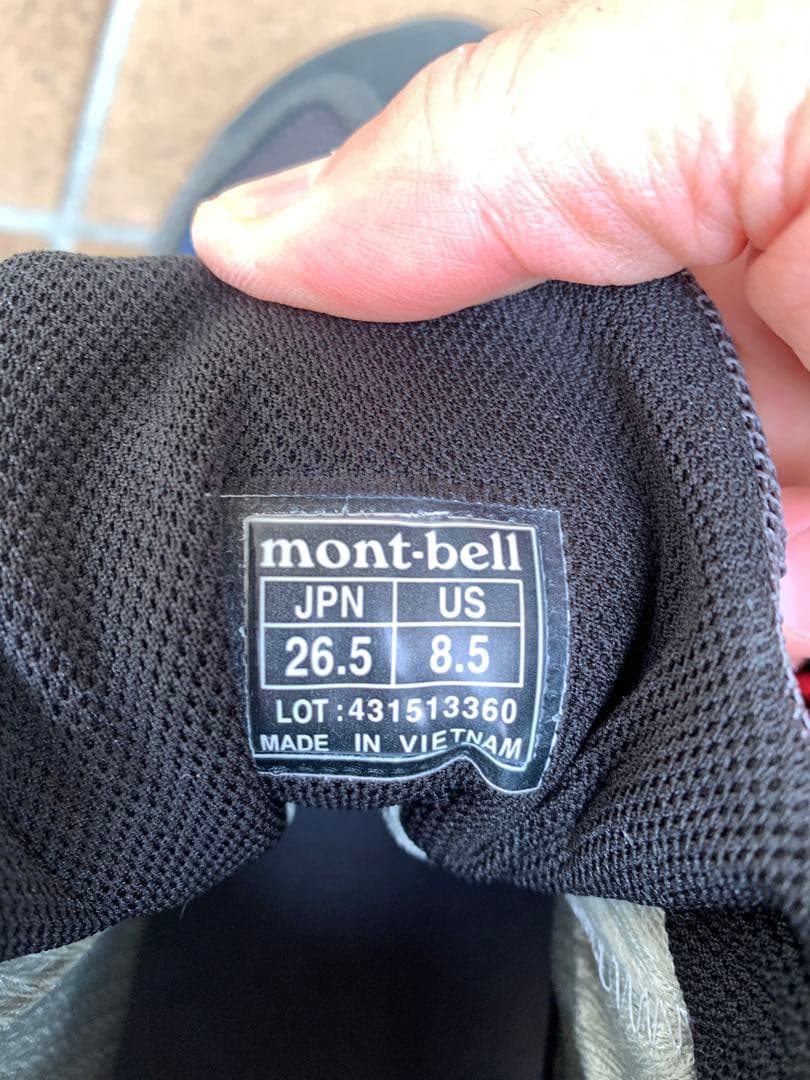 mont-bell
JPN US
26.5 8.5
LOT:431513360
MADE IN VIETNAM